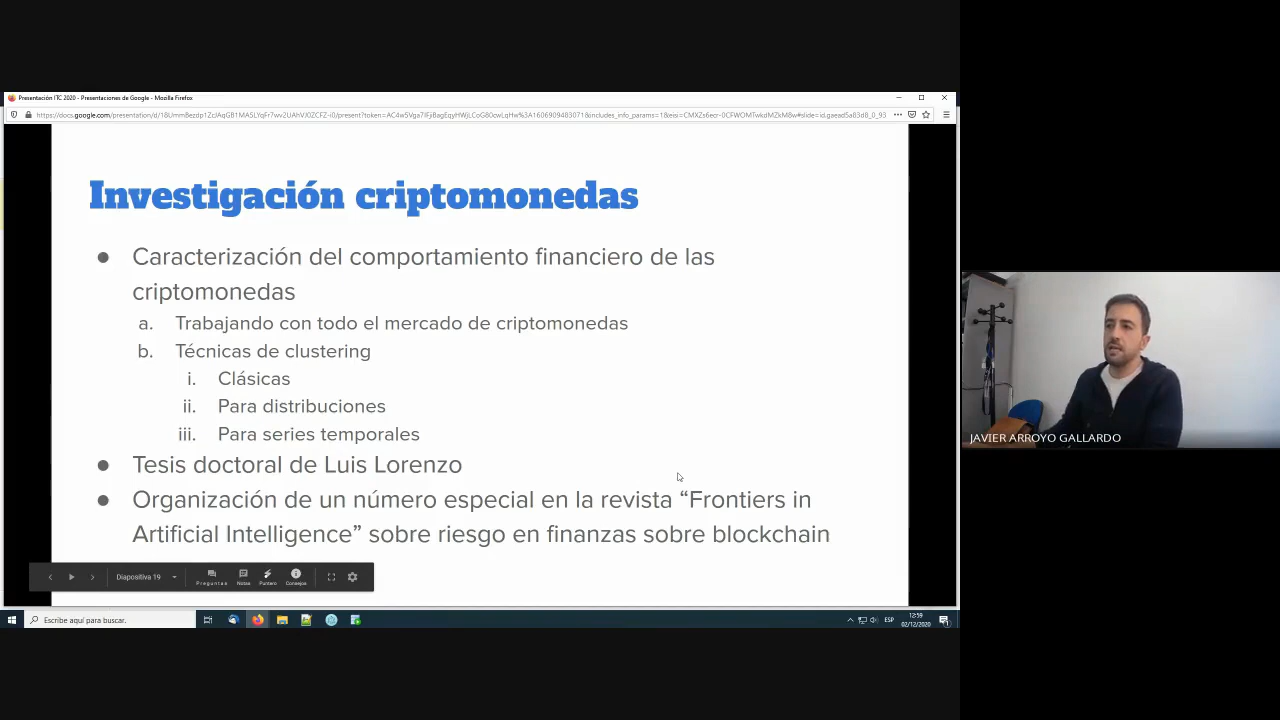 Presentación ITC 2020 - Presentaciones de Google - Mozilla Firefox
Investigación criptomonedas
● Caracterización del comportamiento financiero de las
criptomonedas
a. Trabajando con todo el mercado de criptomonedas
b. Técnicas de clustering
i. Clásicas
ii. Para distribuciones
iii. Para series temporales
● Tesis doctoral de Luis Lorenzo
● Organización de un número especial en la revista “Frontiers in
Artificial Intelligence” sobre riesgo en finanzas sobre blockchain
Diapositiva 19
Preguntas Notas Puntero Consejos
JAVIER ARROYO GALLARDO
Escribe aquí para buscar.
ESP
12:59
02/12/2020